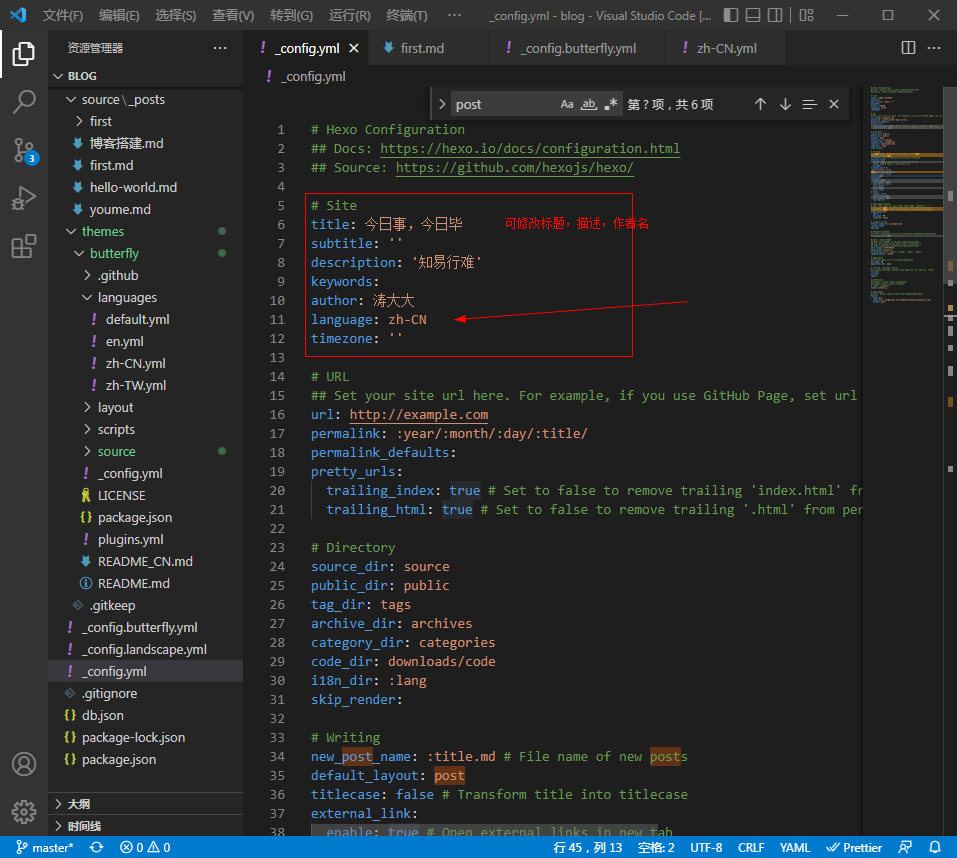 文件(F) 编辑(E) 选择(S) 查看(V) 转到(G) 运行(R) 终端(T) ··· _config.yml - blog - Visual Studio Code [...
资源管理器 ···
_config.yml first.md _config.butterfly.yml zh-CN.yml ···
BLOG
_config.yml
source\_posts
first
博客搭建.md
first.md
hello-world.md
youme.md
themes
butterfly
.github
languages
default.yml
en.yml
zh-CN.yml
zh-TW.yml
layout
scripts
source
_config.yml
LICENSE
package.json
plugins.yml
README_CN.md
README.md
.gitkeep
_config.butterfly.yml
_config.landscape.yml
_config.yml
.gitignore
db.json
package-lock.json
package.json
大纲
时间线
3
post Aa ab .* 第 ? 项，共 6 项
1 # Hexo Configuration
2 ## Docs: https://hexo.io/docs/configuration.html
3 ## Source: https://github.com/hexojs/hexo/
4
5 # Site
6 title: 今日事，今日毕 可修改标题，描述，作者名
7 subtitle: ''
8 description: '知易行难'
9 keywords:
10 author: 涛大大
11 language: zh-CN
12 timezone: ''
13
14 # URL
15 ## Set your site url here. For example, if you use GitHub Page, set url
16 url: http://example.com
17 permalink: :year/:month/:day/:title/
18 permalink_defaults:
19 pretty_urls:
20 trailing_index: true # Set to false to remove trailing 'index.html' fr
21 trailing_html: true # Set to false to remove trailing '.html' from per
22
23 # Directory
24 source_dir: source
25 public_dir: public
26 tag_dir: tags
27 archive_dir: archives
28 category_dir: categories
29 code_dir: downloads/code
30 i18n_dir: :lang
31 skip_render:
32
33 # Writing
34 new_post_name: :title.md # File name of new posts
35 default_layout: post
36 titlecase: false # Transform title into titlecase
37 external_link:
38 enable: true # Open external links in new tab
master* 0 0 行 45，列 13 空格: 2 UTF-8 CRLF YAML Prettier